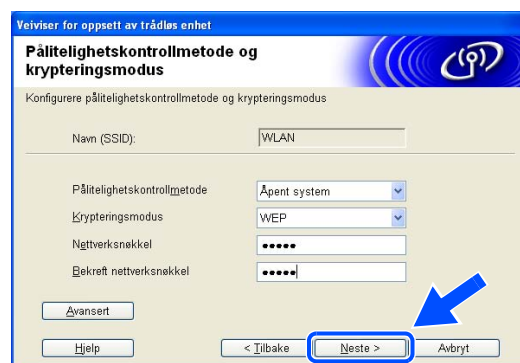 Veiviser for oppsett av trådløs enhet
Pålitelighetskontrollmetode og
krypteringsmodus
Konfigurere pålitelighetskontrollmetode og krypteringsmodus
Navn (SSID): WLAN
Pålitelighetskontrollmetode Åpent system
Krypteringsmodus WEP
Nettverksnøkkel •••••
Bekreft nettverksnøkkel •••••
Avansert
Hjelp < Tilbake Neste > Avbryt